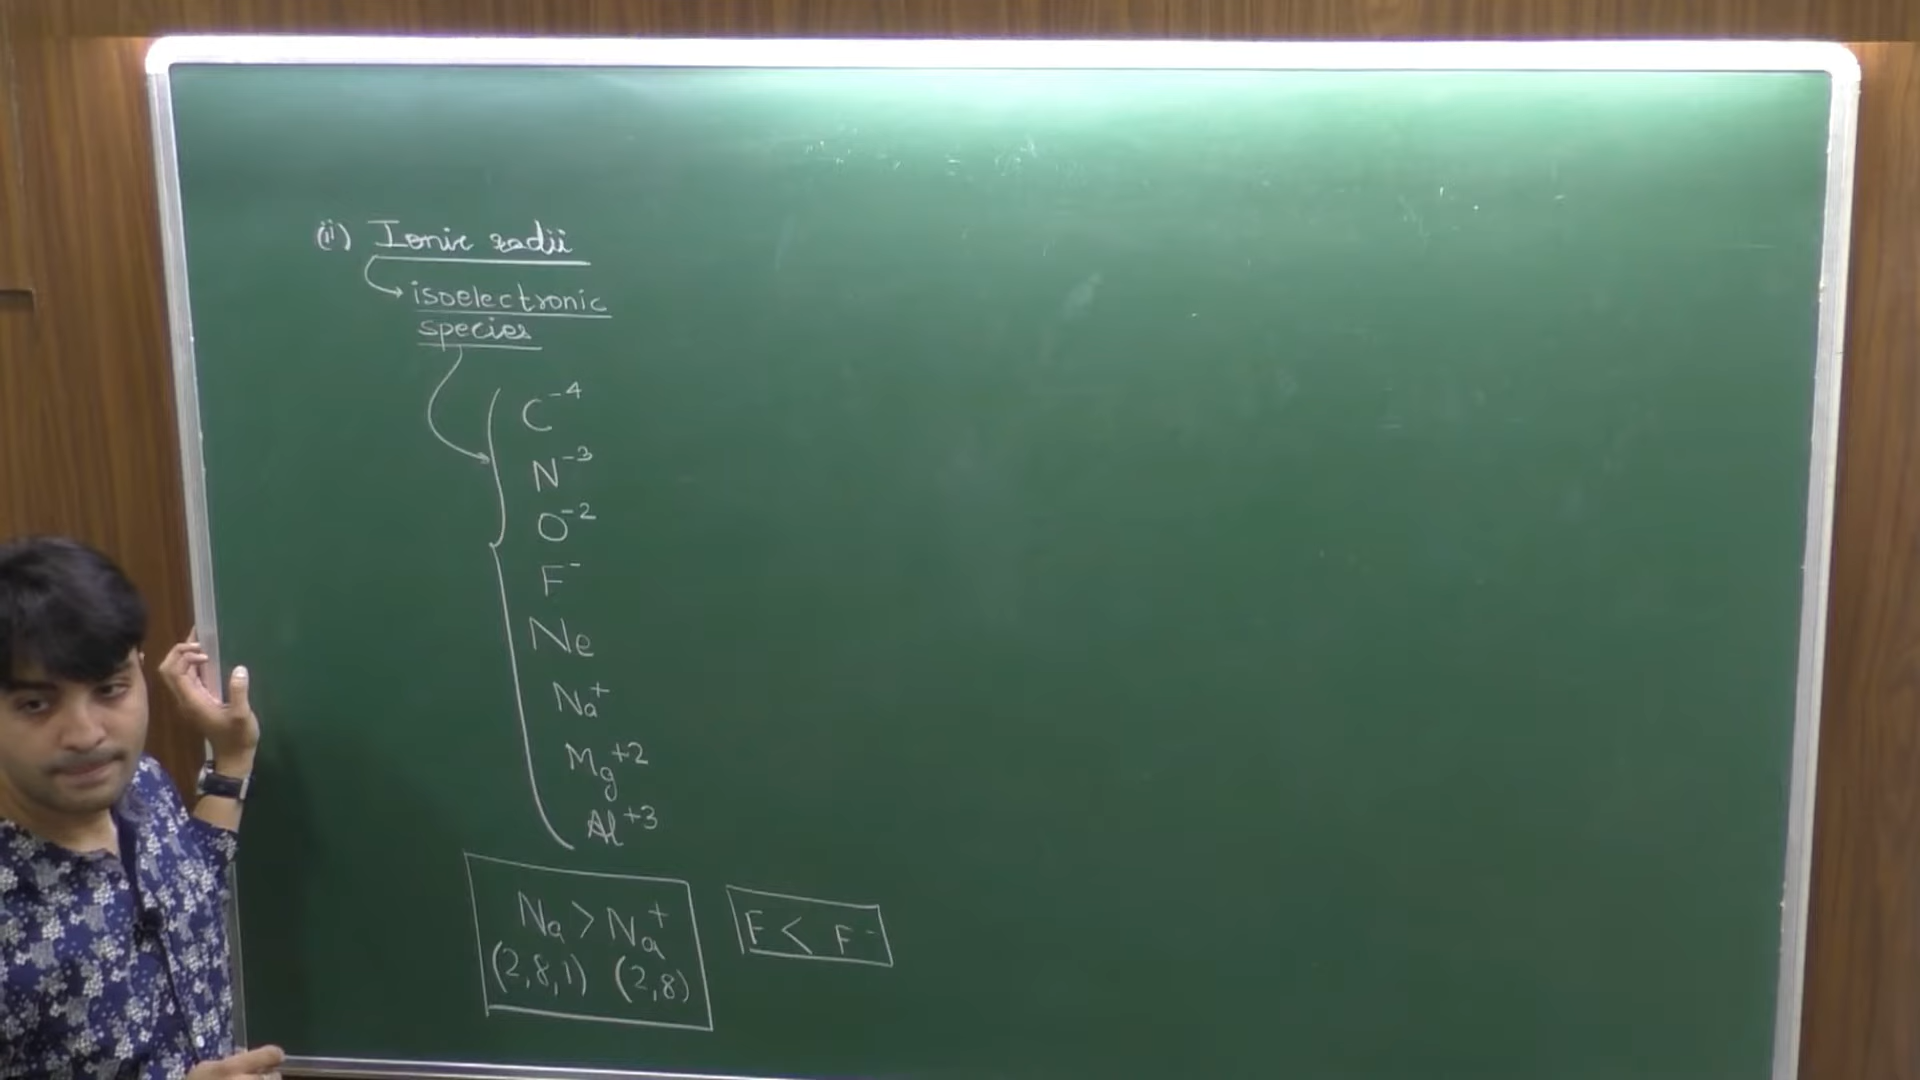 (ii) Ionic radii
isoelectronic
species
C⁻⁴
N⁻³
O⁻²
F⁻
Ne
Na⁺
Mg⁺²
Al⁺³
Na > Na⁺
(2,8,1) (2,8)
F < F⁻